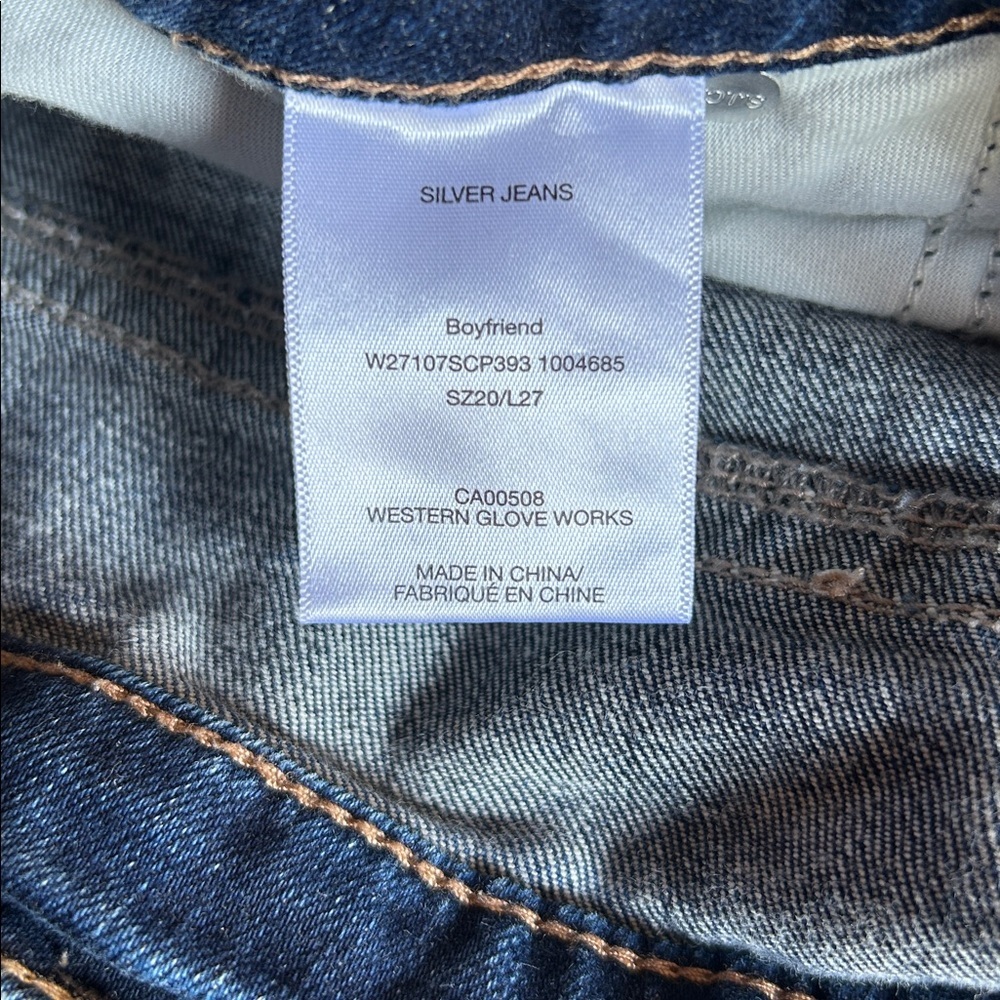 SILVER JEANS
Boyfriend
W27107SCP393 1004685
SZ20/L27
CA00508
WESTERN GLOVE WORKS
MADE IN CHINA/
FABRIQUÉ EN CHINE